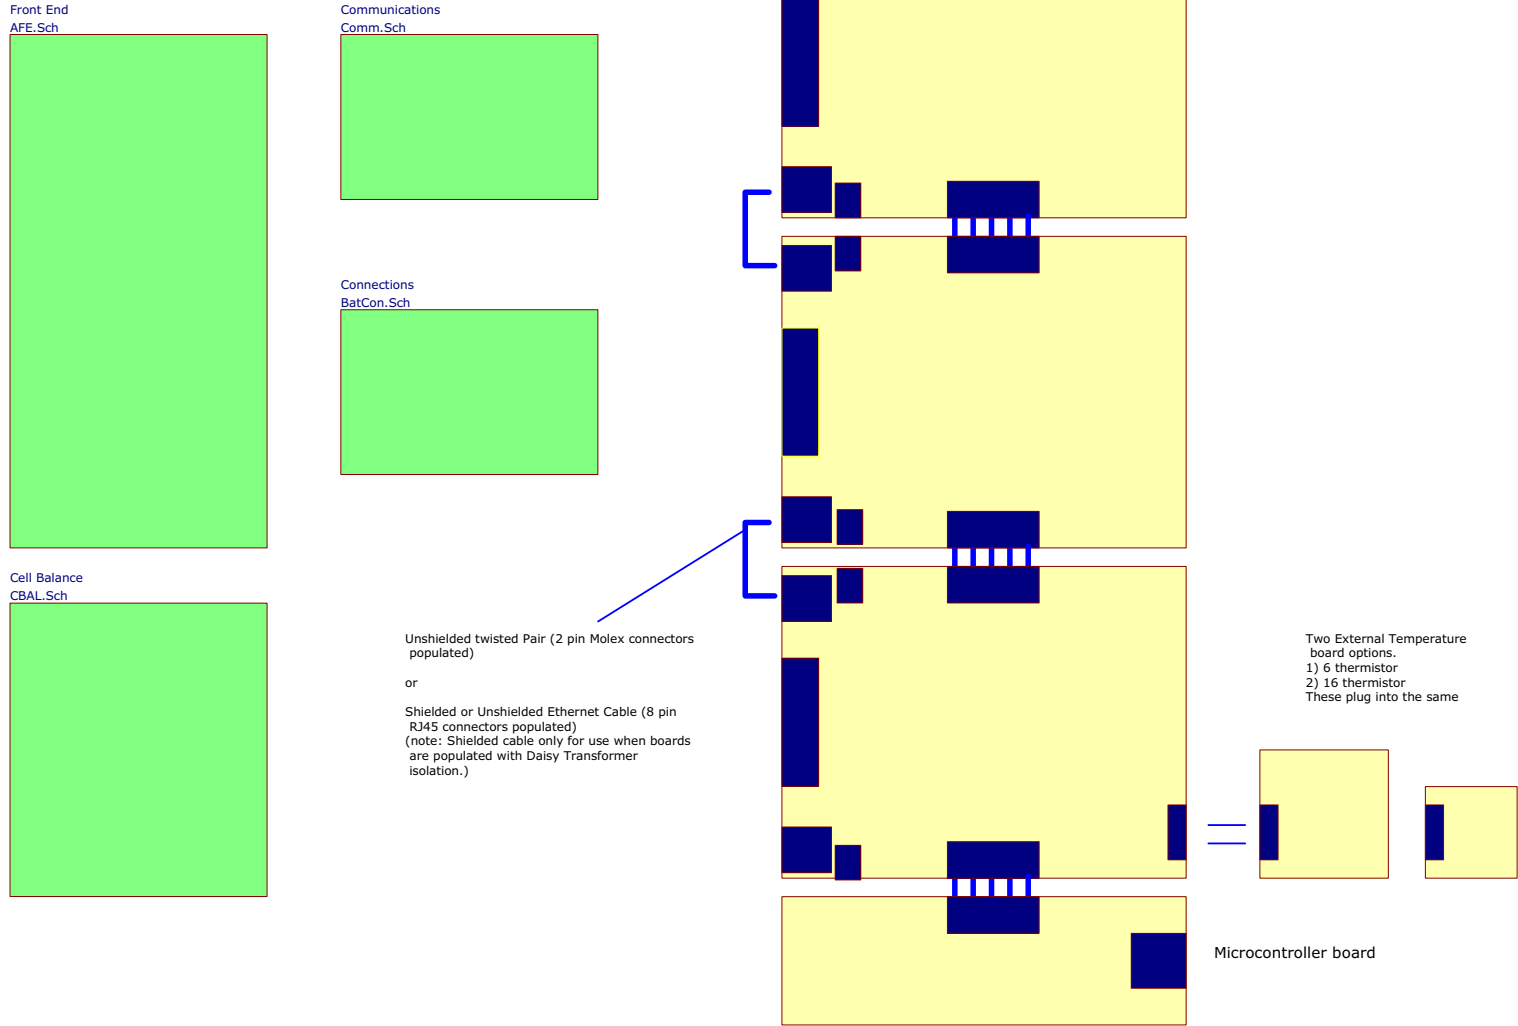 Front End
AFE.Sch
Communications
Comm.Sch
Connections
BatCon.Sch
Cell Balance
CBAL.Sch
Unshielded twisted Pair (2 pin Molex connectors
populated)
or
Shielded or Unshielded Ethernet Cable (8 pin
RJ45 connectors populated)
(note: Shielded cable only for use when boards
are populated with Daisy Transformer
isolation.)
Two External Temperature
board options.
1) 6 thermistor
2) 16 thermistor
These plug into the same
Microcontroller board